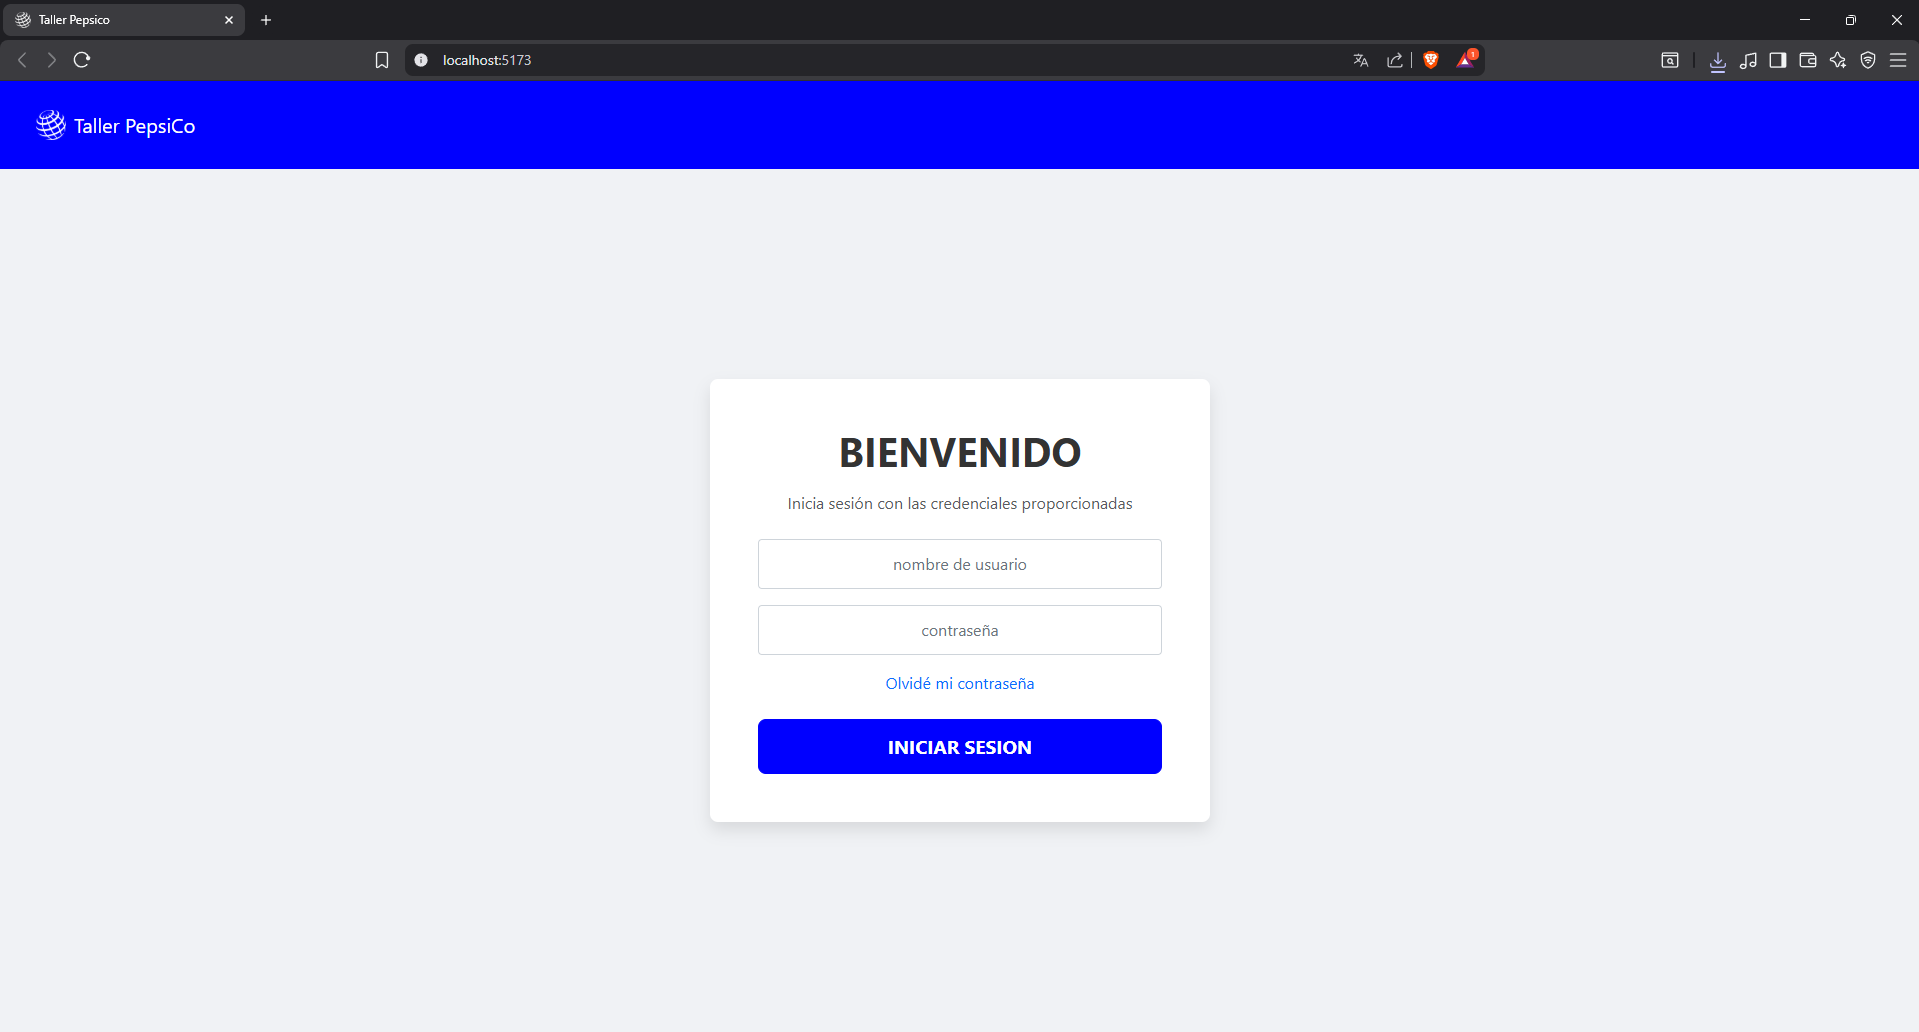 Taller Pepsico
localhost:5173
1
Taller PepsiCo
BIENVENIDO
Inicia sesión con las credenciales proporcionadas
nombre de usuario
contraseña
Olvidé mi contraseña
INICIAR SESION